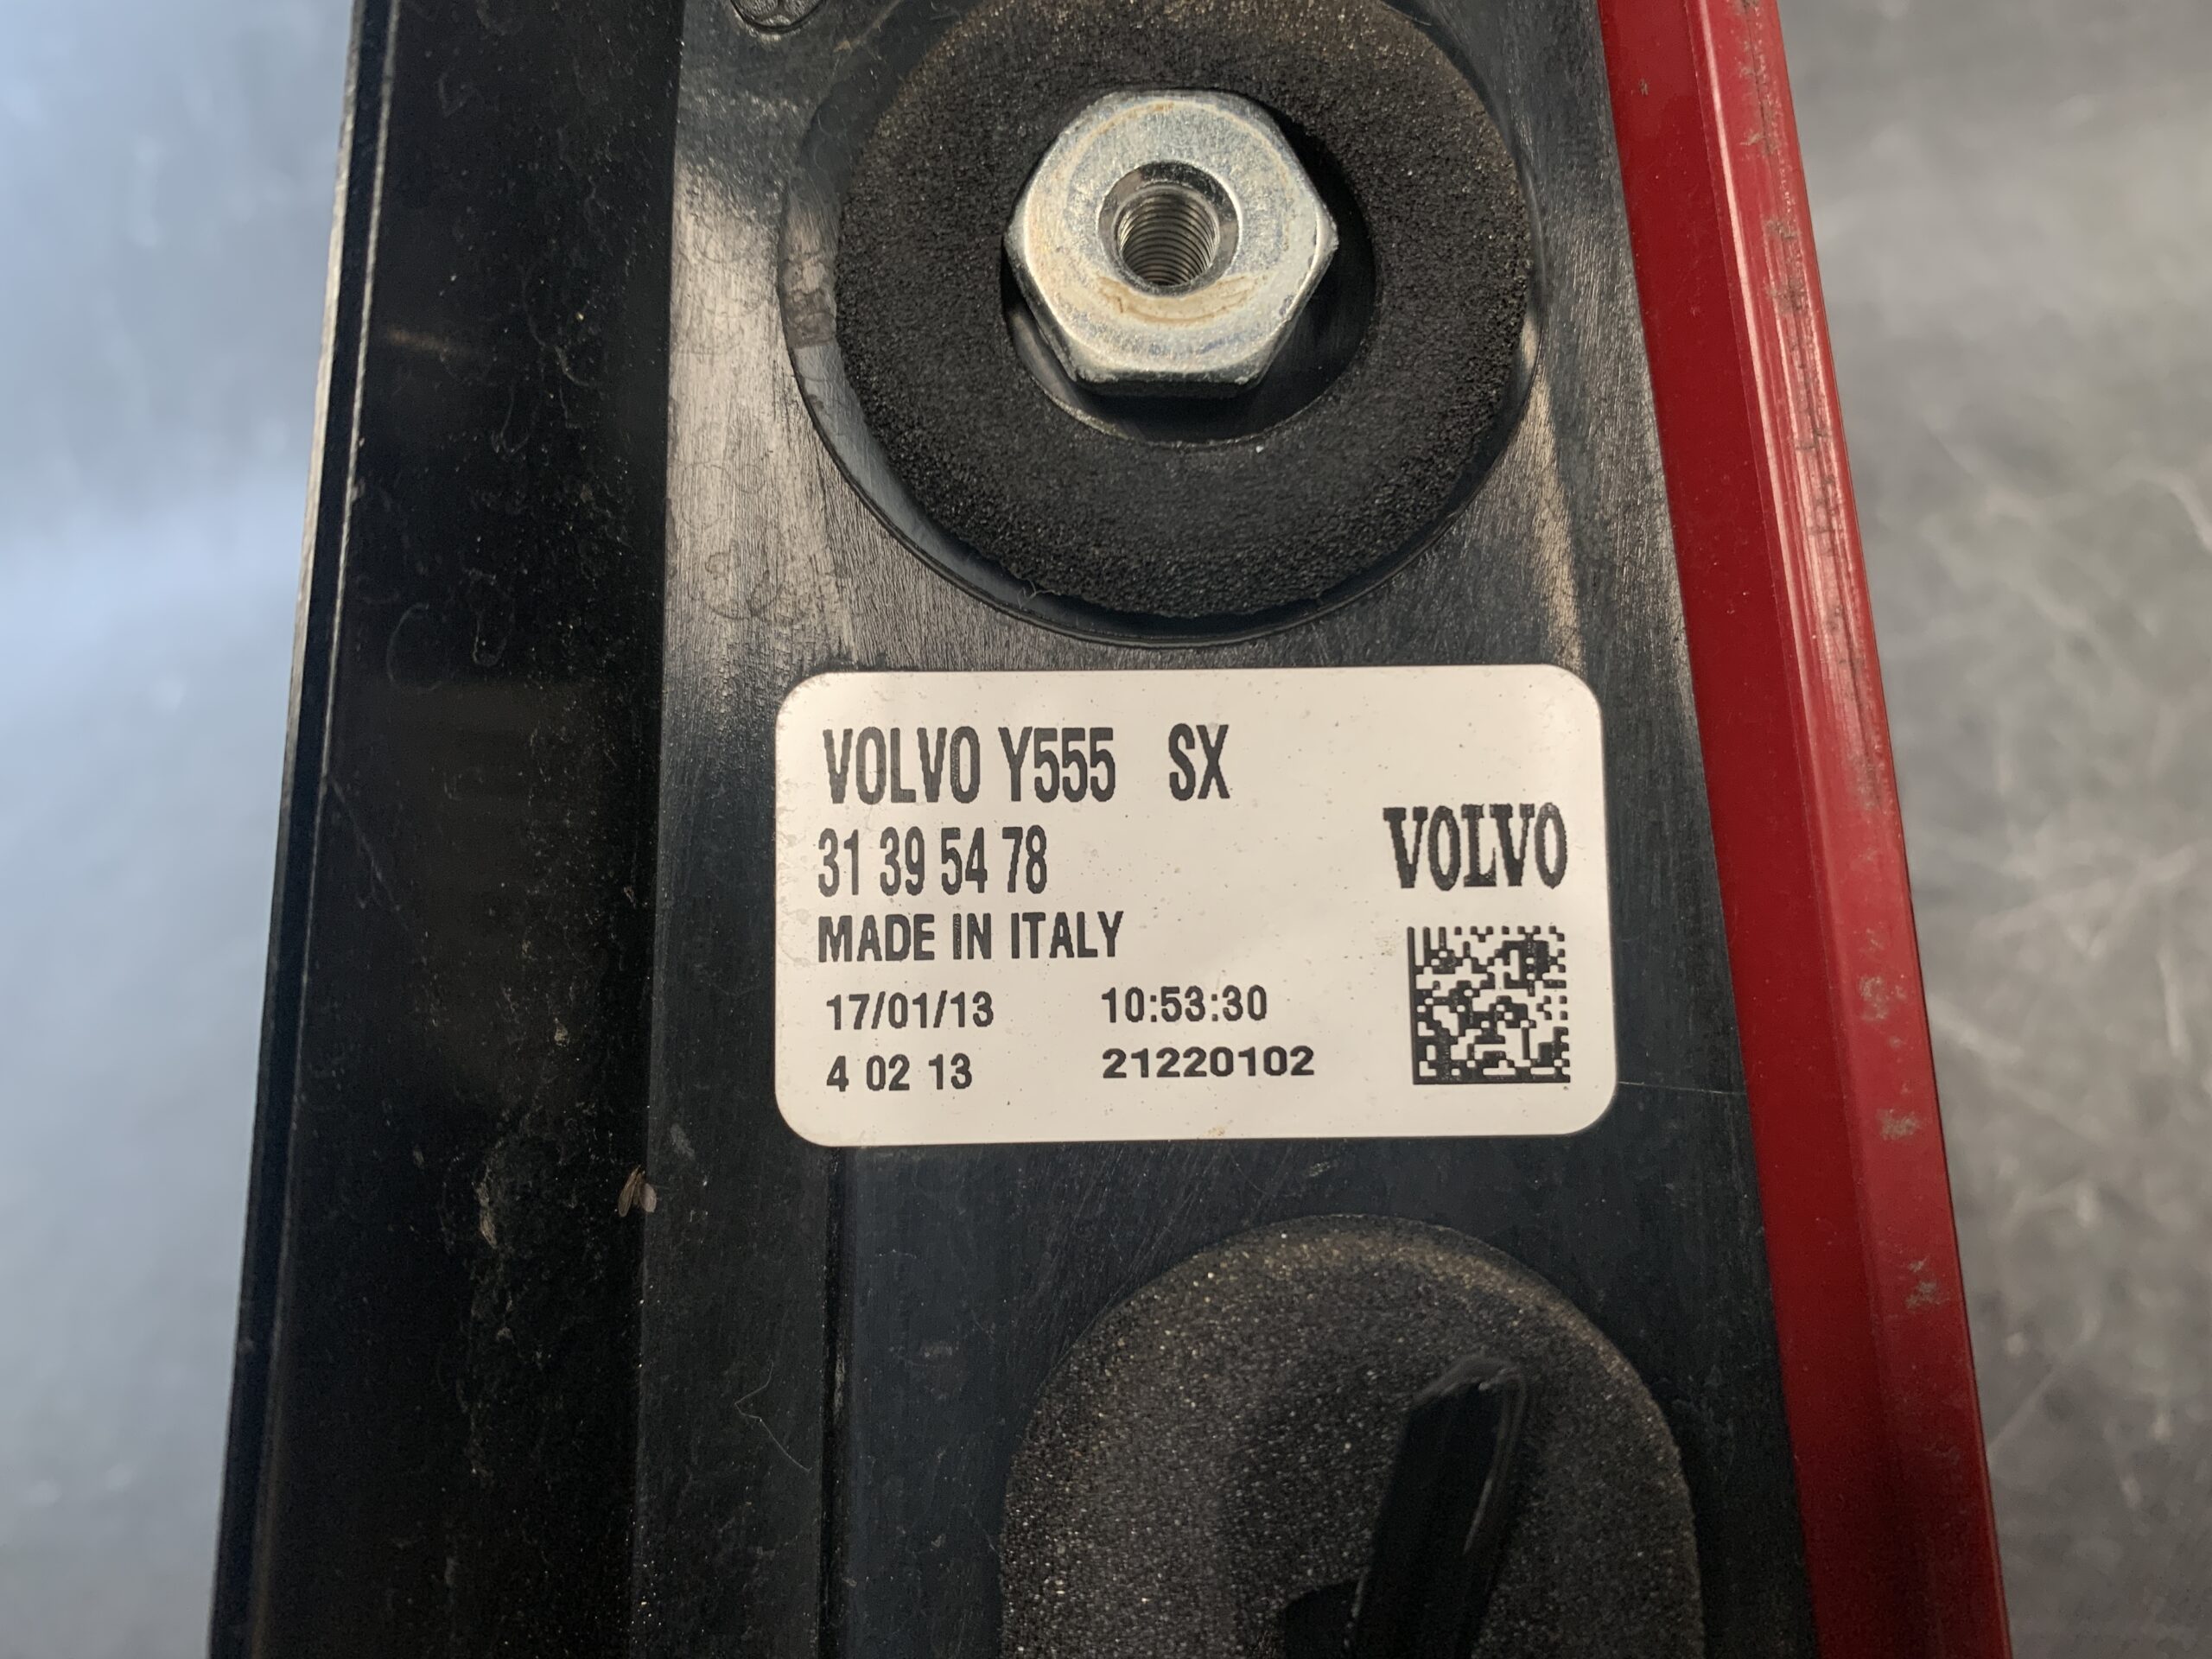 VOLVO Y555 SX
31 39 54 78
VOLVO
MADE IN ITALY
17/01/13 10:53:30
4 02 13 21220102